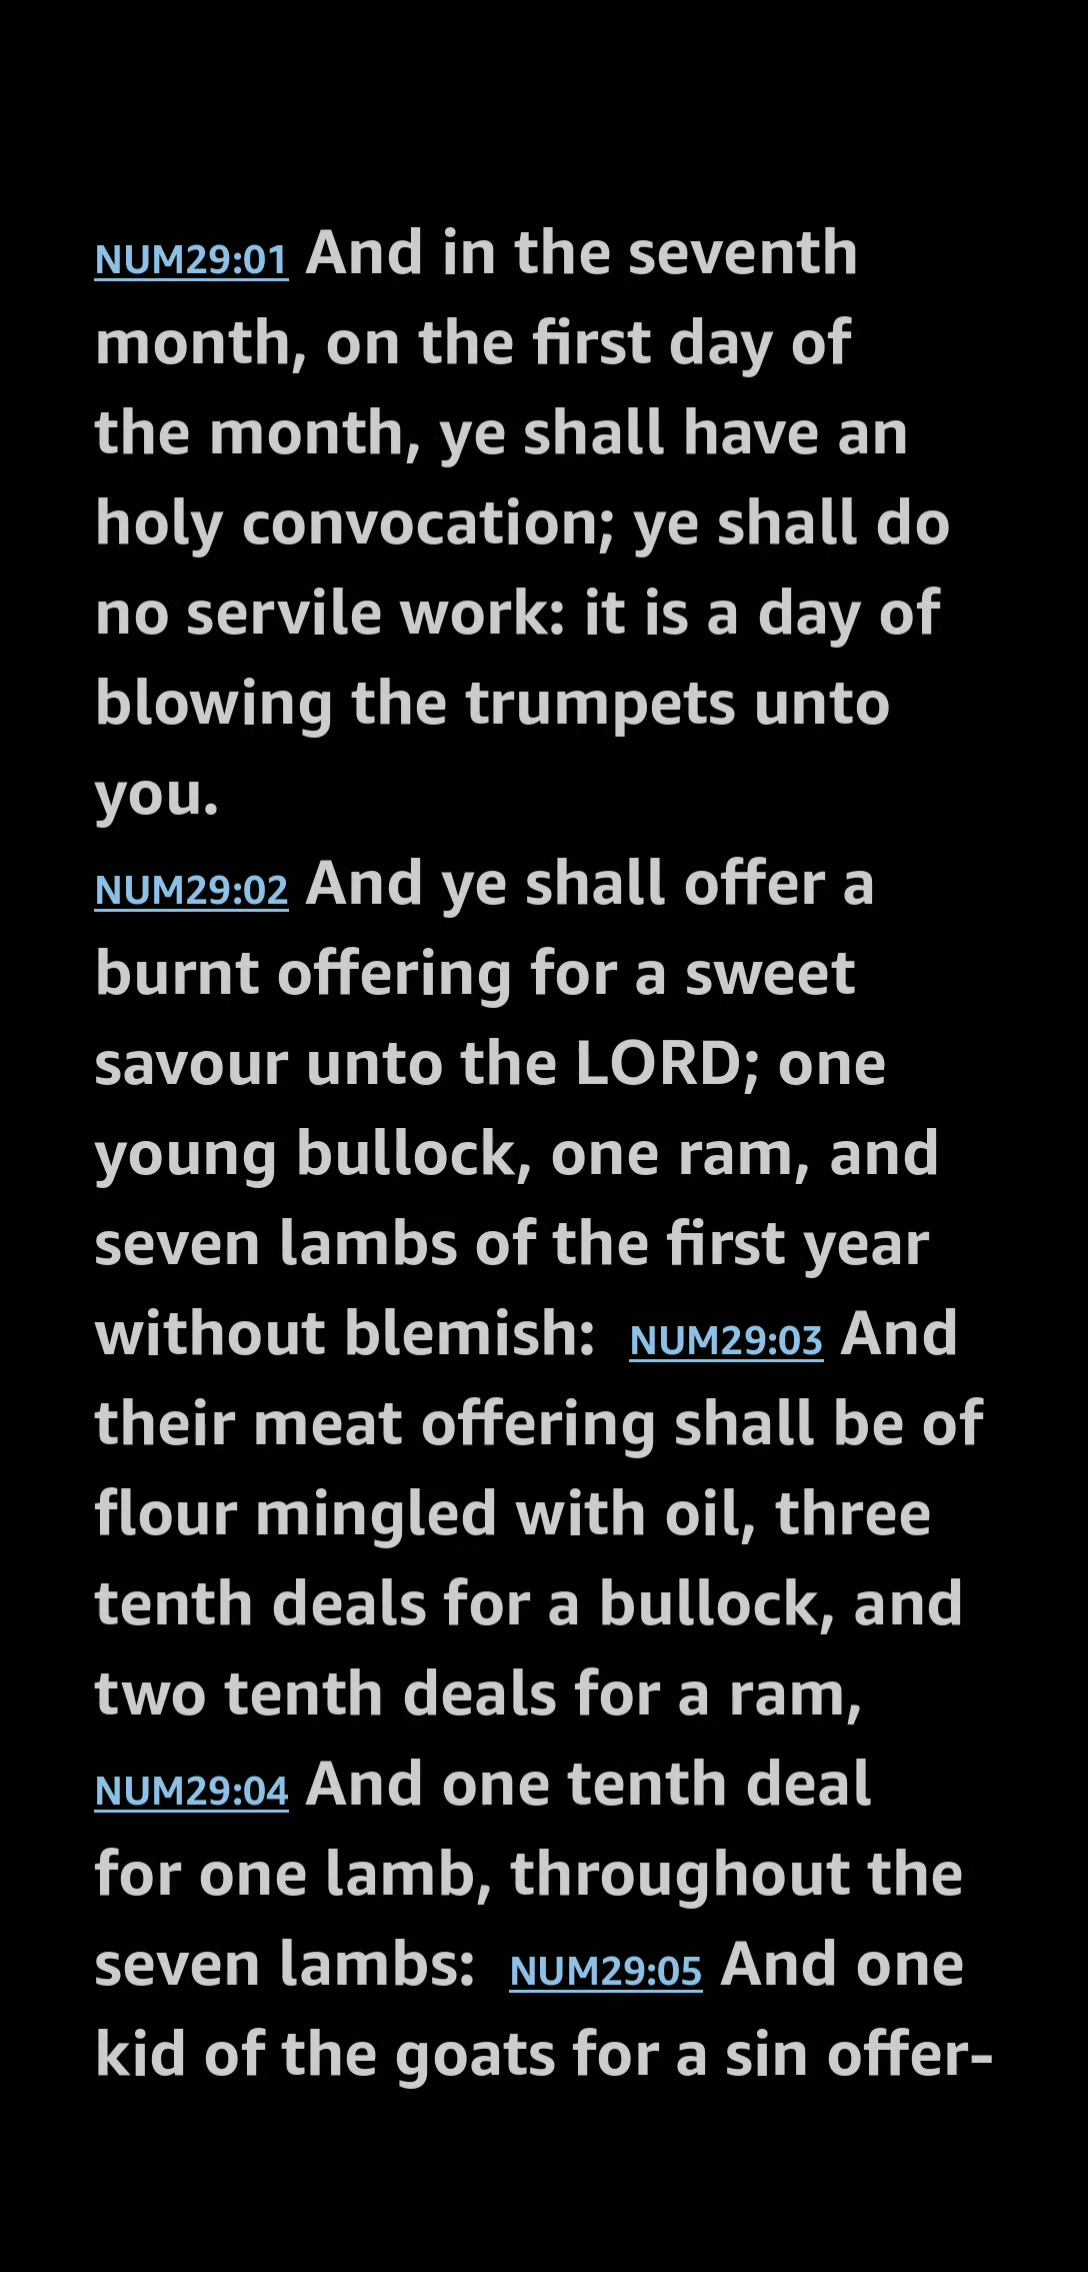 NUM29:01 And in the seventh
month, on the first day of
the month, ye shall have an
holy convocation; ye shall do
no servile work: it is a day of
blowing the trumpets unto
you.
NUM29:02 And ye shall offer a
burnt offering for a sweet
savour unto the LORD; one
young bullock, one ram, and
seven lambs of the first year
without blemish: NUM29:03 And
their meat offering shall be of
flour mingled with oil, three
tenth deals for a bullock, and
two tenth deals for a ram,
NUM29:04 And one tenth deal
for one lamb, throughout the
seven lambs: NUM29:05 And one
kid of the goats for a sin offer-